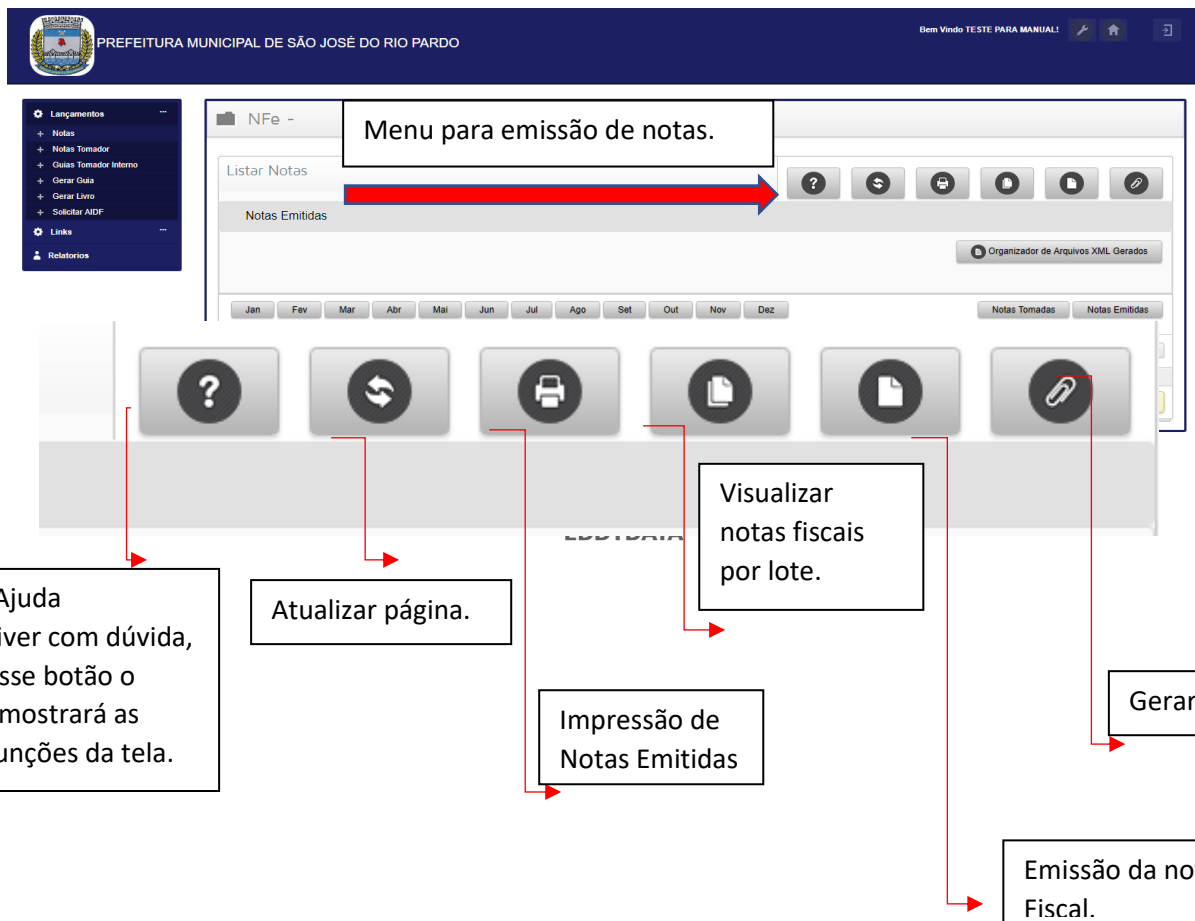 PREFEITURA MUNICIPAL DE SÃO JOSÉ DO RIO PARDO
Bem Vindo TESTE PARA MANUAL!
Lançamentos
Notas
Notas Tomador
Guias Tomador Interno
Gerar Guia
Gerar Livro
Solicitar AIDF
Links
Relatorios
NFe -
Menu para emissão de notas.
Listar Notas
Notas Emitidas
Organizador de Arquivos XML Gerados
Jan Fev Mar Abr Mai Jun Jul Ago Set Out Nov Dez
Notas Tomadas Notas Emitidas
Visualizar
notas fiscais
por lote.
Ajuda
iver com dúvida,
sse botão o
mostrará as
unções da tela.
Atualizar página.
Impressão de
Notas Emitidas
Gerar
Emissão da no
Fiscal.